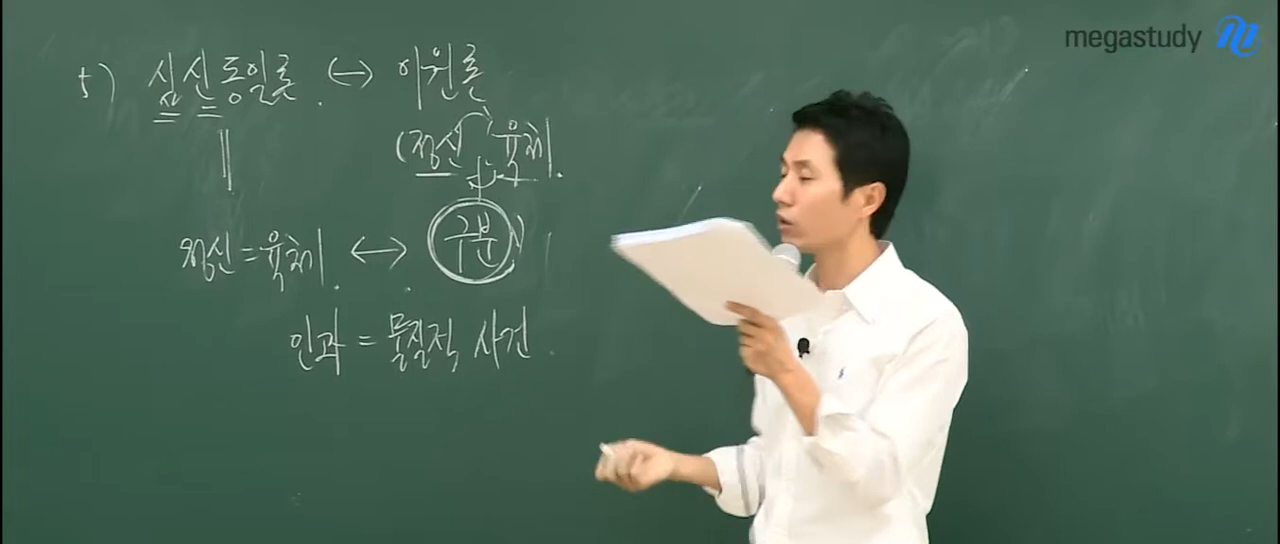 megastudy
5) 심신동일론 ↔ 이원론
(정신 육체.
정신 = 육체. ↔ 구분)
인과 = 물질적 사건.